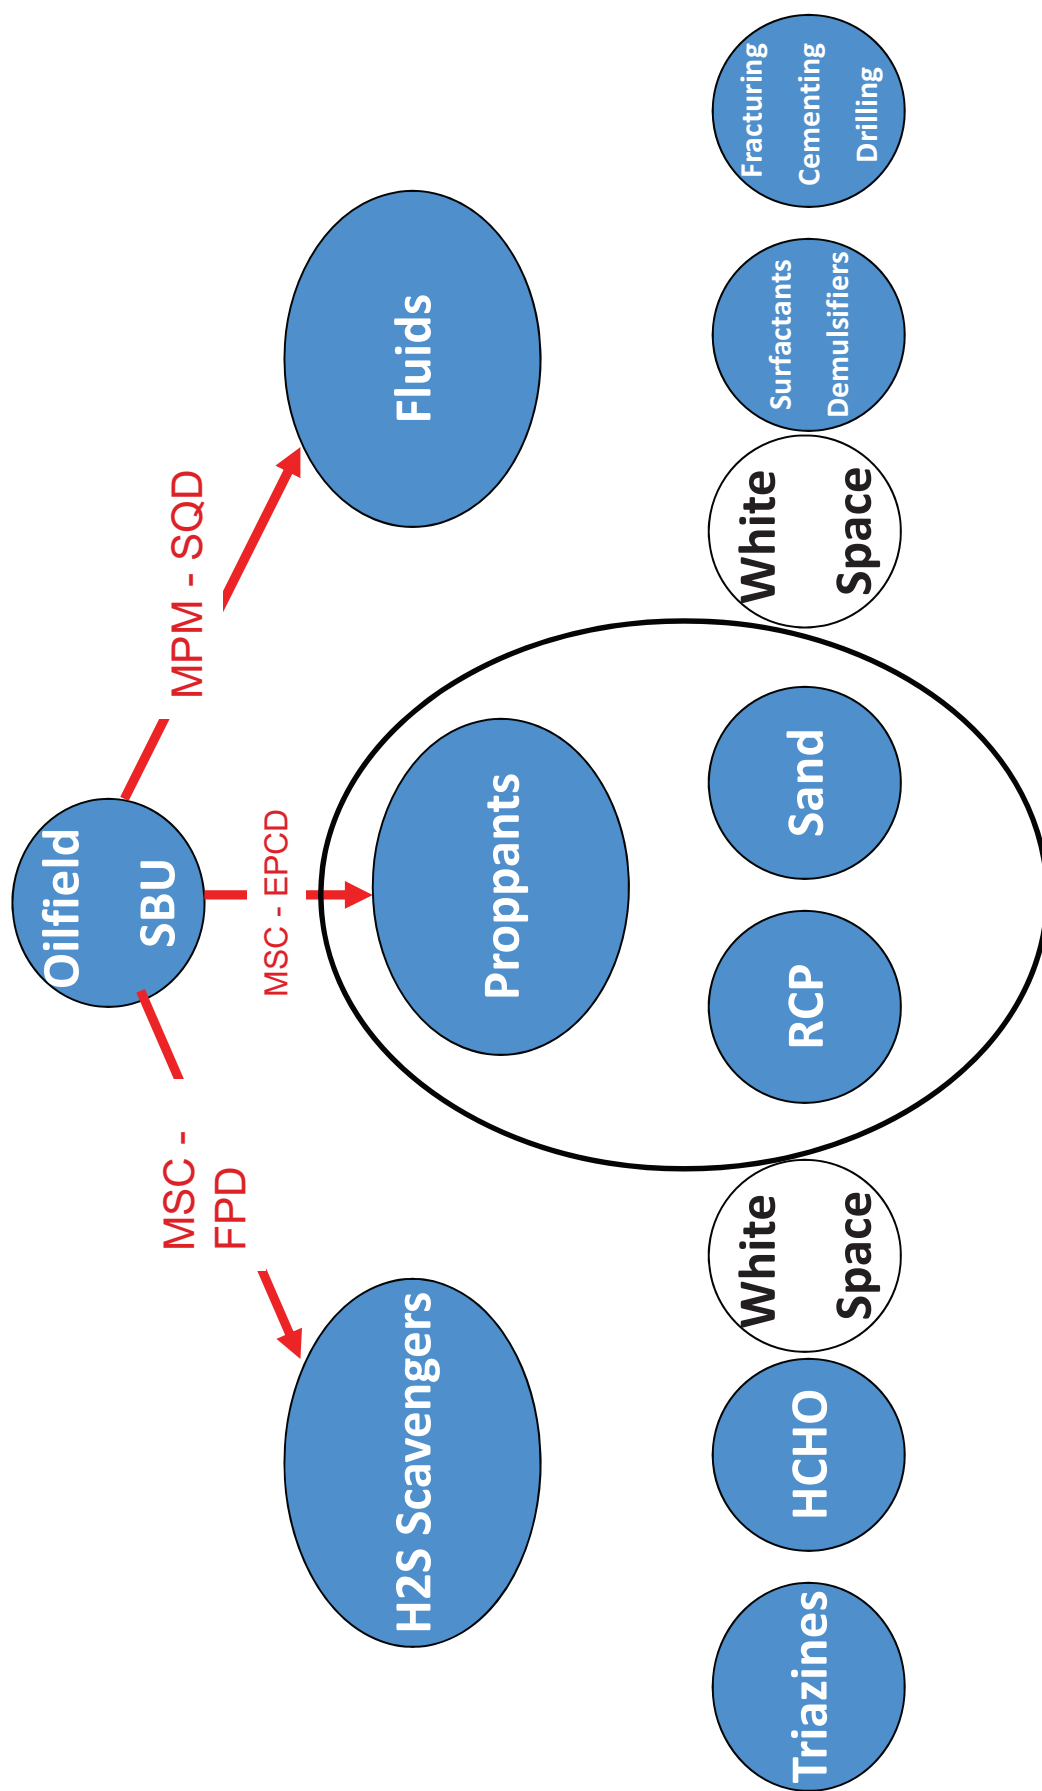 Oilfield
SBU
MSC -
FPD
MSC - EPCD
MPM - SQD
H2S Scavengers
Proppants
Fluids
Triazines
HCHO
White
Space
RCP
Sand
White
Space
Surfactants
Demulsifiers
Fracturing
Cementing
Drilling